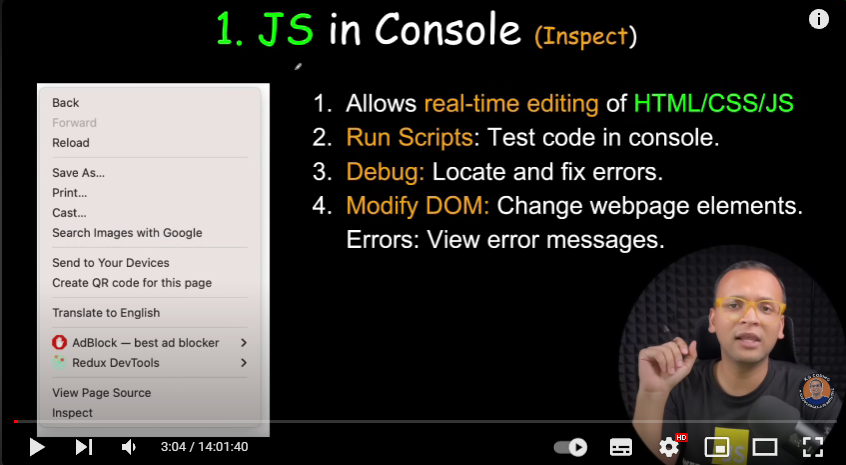 1. JS in Console (Inspect)
1. Allows real-time editing of HTML/CSS/JS
2. Run Scripts: Test code in console.
3. Debug: Locate and fix errors.
4. Modify DOM: Change webpage elements.
Errors: View error messages.
Back
Forward
Reload
Save As...
Print...
Cast...
Search Images with Google
Send to Your Devices
Create QR code for this page
Translate to English
AdBlock — best ad blocker
Redux DevTools
View Page Source
Inspect
JS
3:04 / 14:01:40
HD